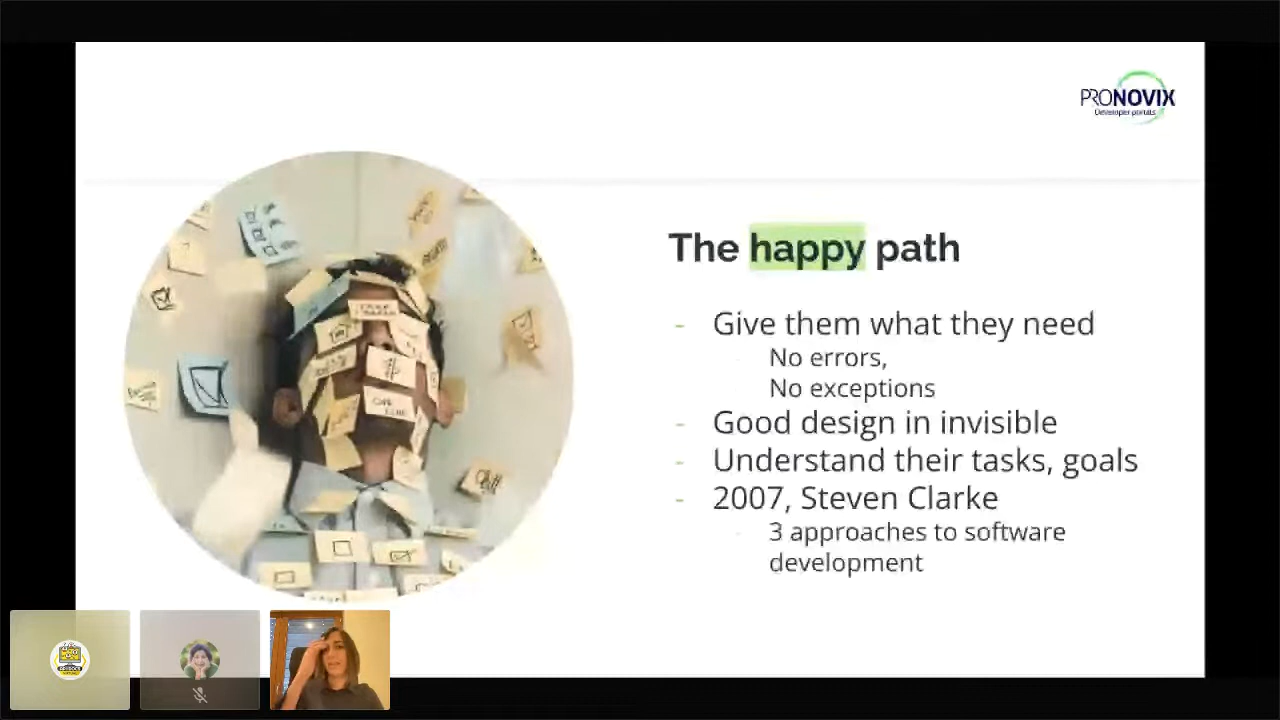 PRONOVIX
Developer portals
The happy path
- Give them what they need
No errors,
No exceptions
- Good design in invisible
- Understand their tasks, goals
- 2007, Steven Clarke
3 approaches to software
development